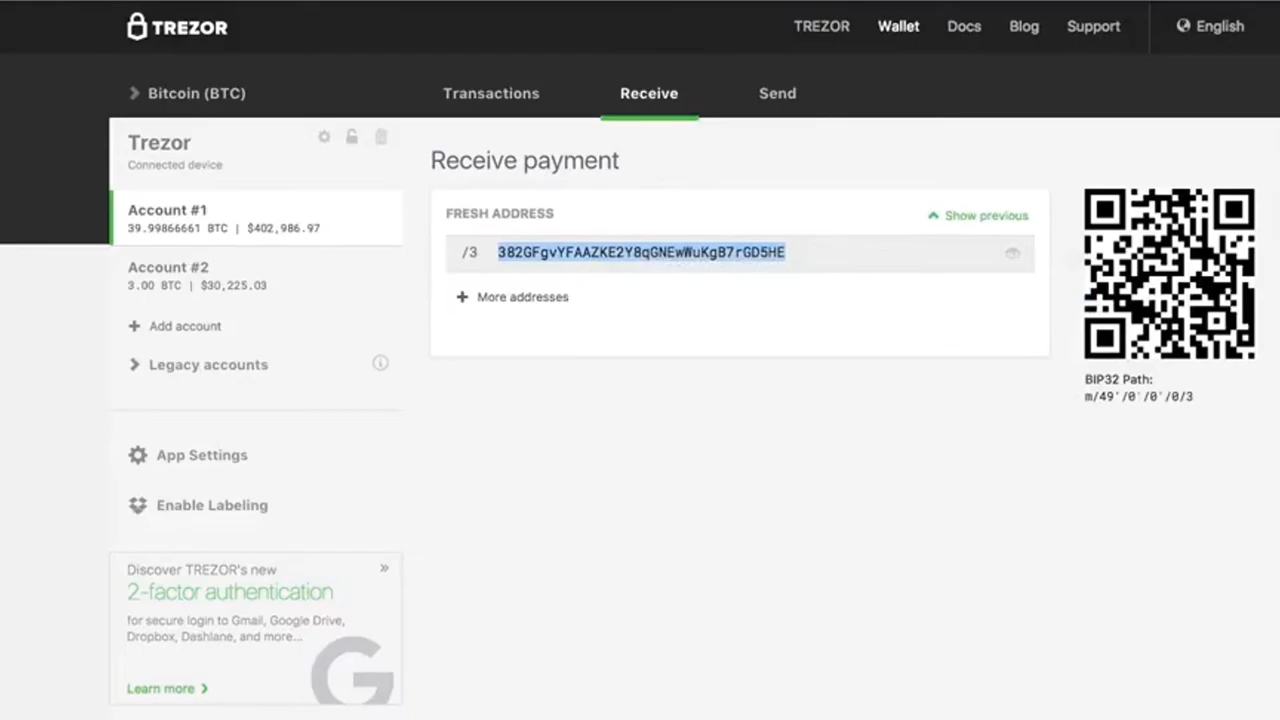 TREZOR
TREZOR Wallet Docs Blog Support English
Bitcoin (BTC)
Transactions Receive Send
Trezor
Connected device
Account #1
39.99866661 BTC | $402,986.97
Account #2
3.00 BTC | $30,225.03
Add account
Legacy accounts
App Settings
Enable Labeling
Discover TREZOR's new »
2-factor authentication
for secure login to Gmail, Google Drive,
Dropbox, Dashlane, and more...
Learn more
G
Receive payment
FRESH ADDRESS
Show previous
/3 382GFgvYFAAZKE2Y8qGNEwWuKgB7rGD5HE
More addresses
BIP32 Path:
m/49'/0'/0'/0/3